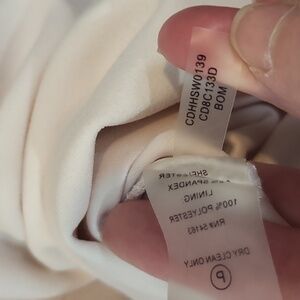 CDHHSW0139
CD8C133D
BOM
SPANDEX
LINING
100% POLYESTER
RN# 54163
DRY CLEAN ONLY
P